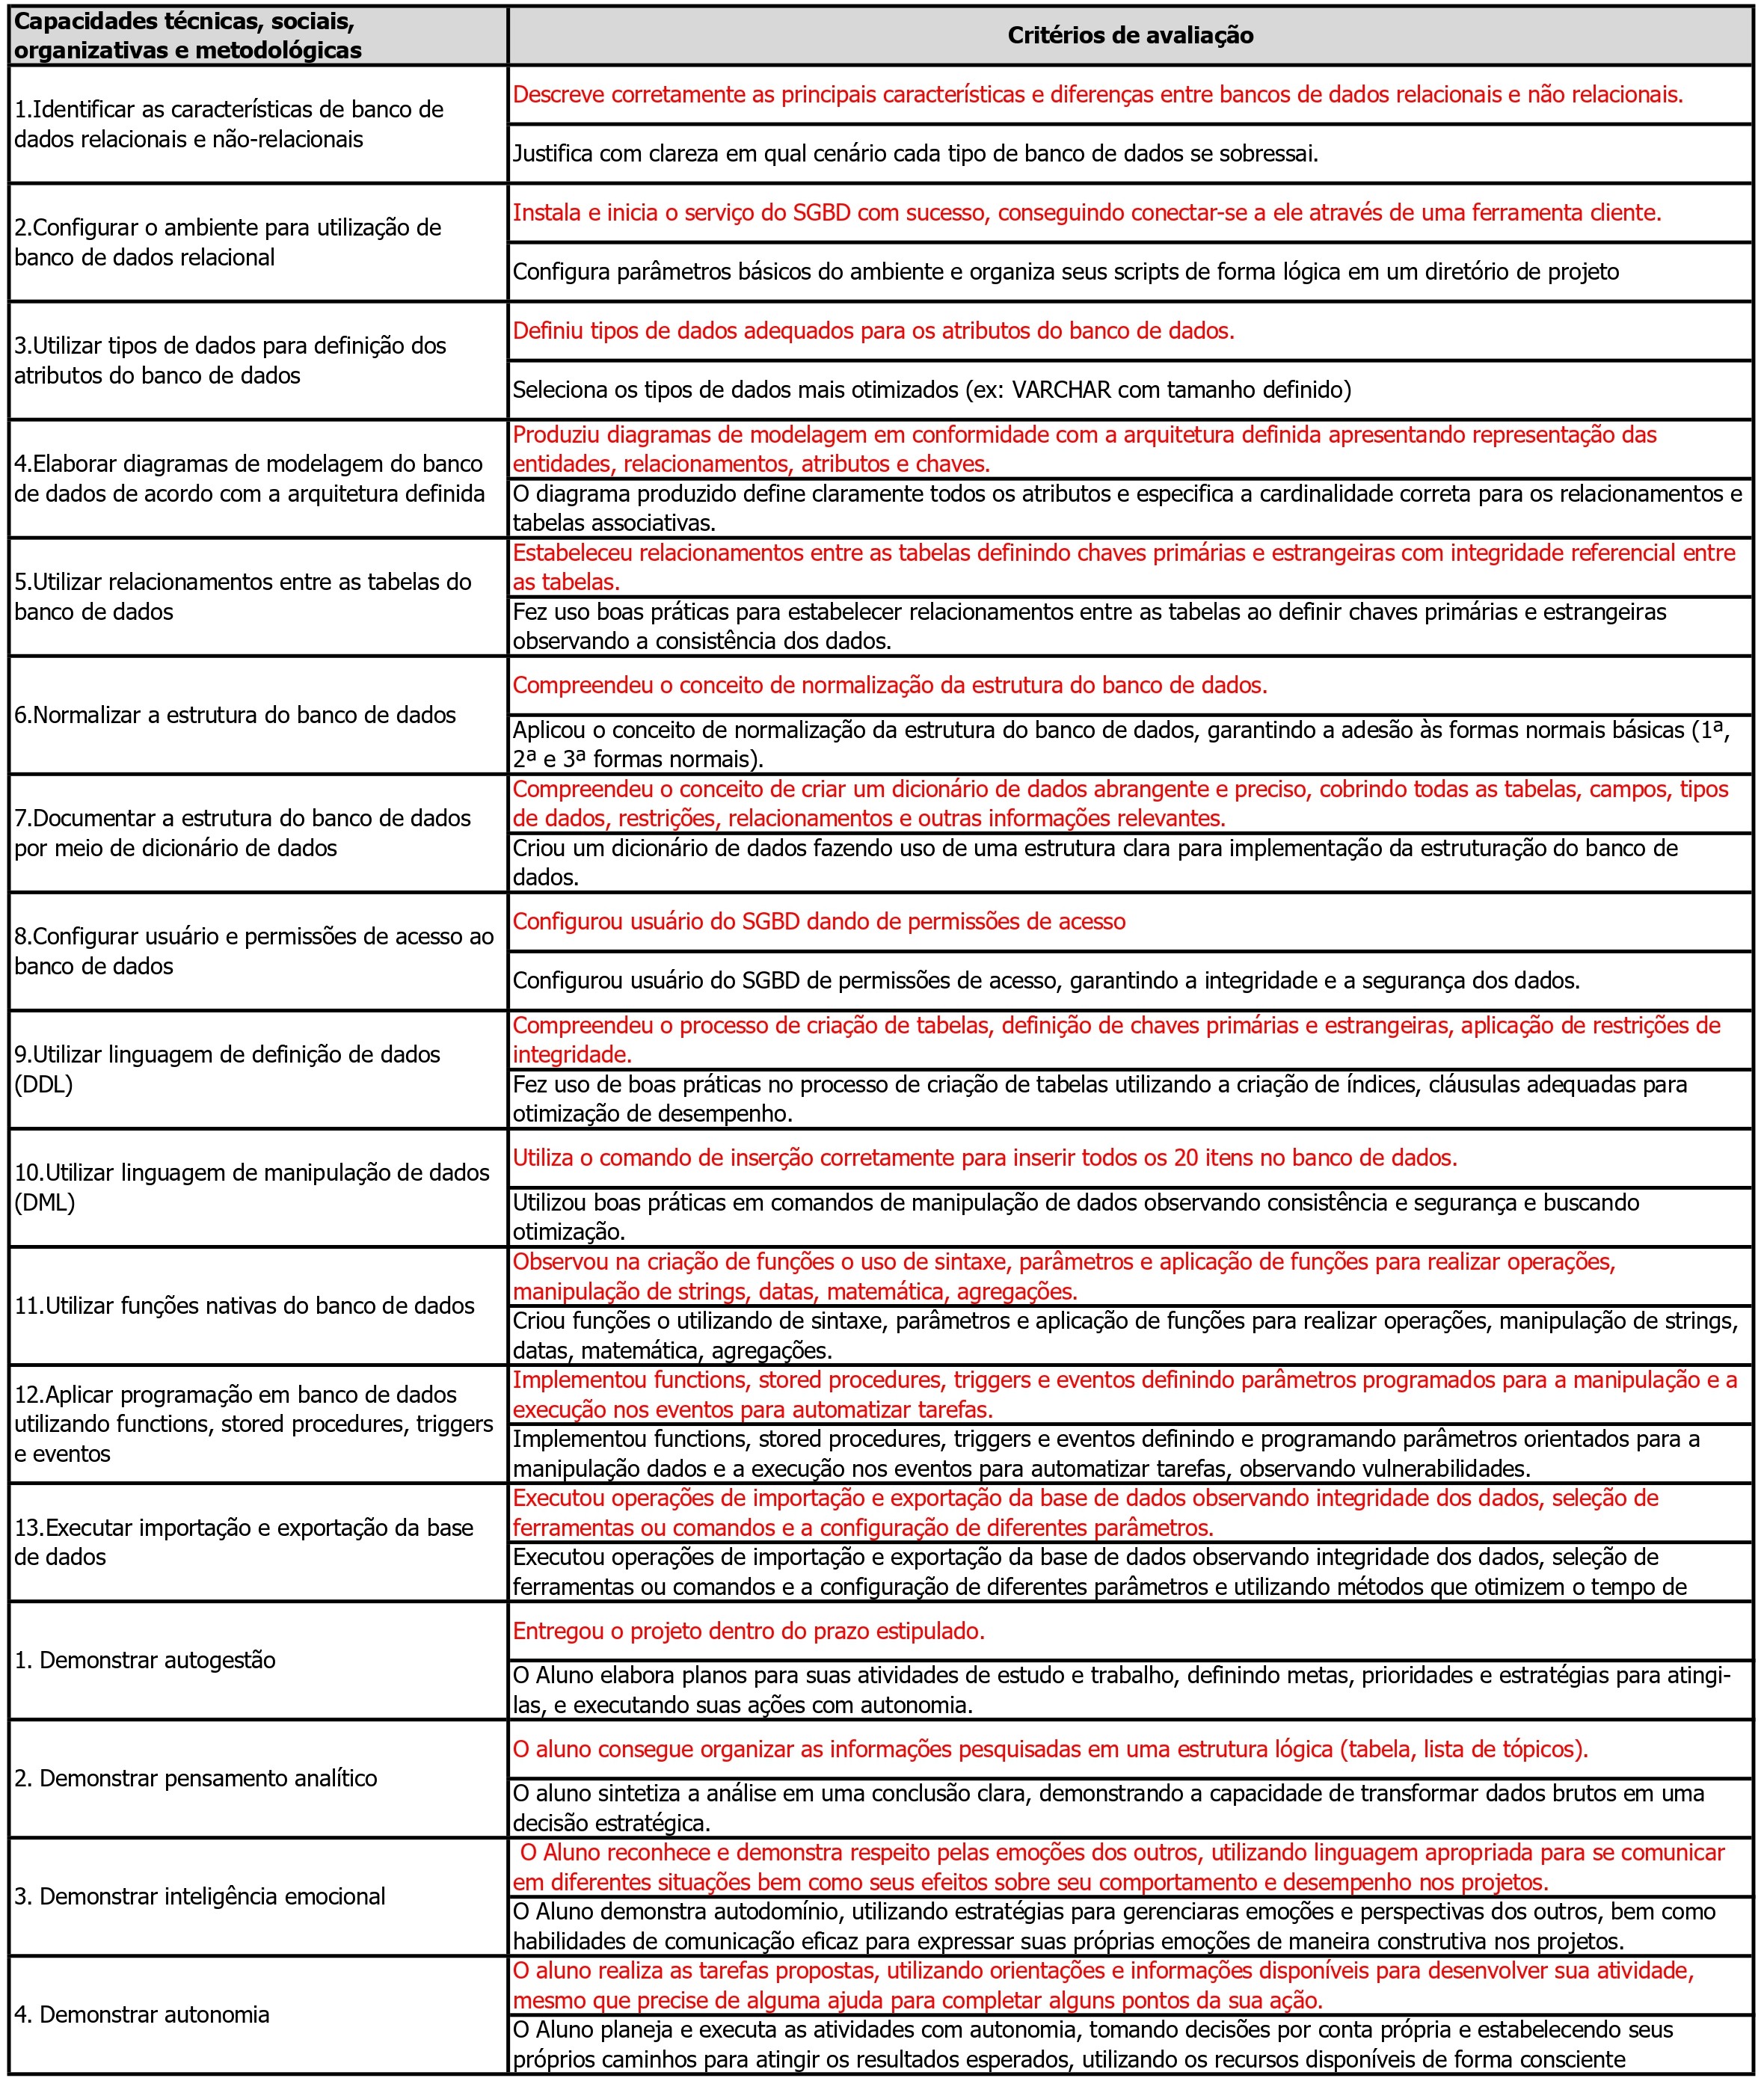 Capacidades técnicas, sociais,
organizativas e metodológicas
Critérios de avaliação
1.Identificar as características de banco de
dados relacionais e não-relacionais
Descreve corretamente as principais características e diferenças entre bancos de dados relacionais e não relacionais.
Justifica com clareza em qual cenário cada tipo de banco de dados se sobressai.
2.Configurar o ambiente para utilização de
banco de dados relacional
Instala e inicia o serviço do SGBD com sucesso, conseguindo conectar-se a ele através de uma ferramenta cliente.
Configura parâmetros básicos do ambiente e organiza seus scripts de forma lógica em um diretório de projeto
3.Utilizar tipos de dados para definição dos
atributos do banco de dados
Definiu tipos de dados adequados para os atributos do banco de dados.
Seleciona os tipos de dados mais otimizados (ex: VARCHAR com tamanho definido)
4.Elaborar diagramas de modelagem do banco
de dados de acordo com a arquitetura definida
Produziu diagramas de modelagem em conformidade com a arquitetura definida apresentando representação das
entidades, relacionamentos, atributos e chaves.
O diagrama produzido define claramente todos os atributos e especifica a cardinalidade correta para os relacionamentos e
tabelas associativas.
5.Utilizar relacionamentos entre as tabelas do
banco de dados
Estabeleceu relacionamentos entre as tabelas definindo chaves primárias e estrangeiras com integridade referencial entre
as tabelas.
Fez uso boas práticas para estabelecer relacionamentos entre as tabelas ao definir chaves primárias e estrangeiras
observando a consistência dos dados.
6.Normalizar a estrutura do banco de dados
Compreendeu o conceito de normalização da estrutura do banco de dados.
Aplicou o conceito de normalização da estrutura do banco de dados, garantindo a adesão às formas normais básicas (1ª,
2ª e 3ª formas normais).
7.Documentar a estrutura do banco de dados
por meio de dicionário de dados
Compreendeu o conceito de criar um dicionário de dados abrangente e preciso, cobrindo todas as tabelas, campos, tipos
de dados, restrições, relacionamentos e outras informações relevantes.
Criou um dicionário de dados fazendo uso de uma estrutura clara para implementação da estruturação do banco de
dados.
8.Configurar usuário e permissões de acesso ao
banco de dados
Configurou usuário do SGBD dando de permissões de acesso
Configurou usuário do SGBD de permissões de acesso, garantindo a integridade e a segurança dos dados.
9.Utilizar linguagem de definição de dados
(DDL)
Compreendeu o processo de criação de tabelas, definição de chaves primárias e estrangeiras, aplicação de restrições de
integridade.
Fez uso de boas práticas no processo de criação de tabelas utilizando a criação de índices, cláusulas adequadas para
otimização de desempenho.
10.Utilizar linguagem de manipulação de dados
(DML)
Utiliza o comando de inserção corretamente para inserir todos os 20 itens no banco de dados.
Utilizou boas práticas em comandos de manipulação de dados observando consistência e segurança e buscando
otimização.
11.Utilizar funções nativas do banco de dados
Observou na criação de funções o uso de sintaxe, parâmetros e aplicação de funções para realizar operações,
manipulação de strings, datas, matemática, agregações.
Criou funções o utilizando de sintaxe, parâmetros e aplicação de funções para realizar operações, manipulação de strings,
datas, matemática, agregações.
12.Aplicar programação em banco de dados
utilizando functions, stored procedures, triggers
e eventos
Implementou functions, stored procedures, triggers e eventos definindo parâmetros programados para a manipulação e a
execução nos eventos para automatizar tarefas.
Implementou functions, stored procedures, triggers e eventos definindo e programando parâmetros orientados para a
manipulação dados e a execução nos eventos para automatizar tarefas, observando vulnerabilidades.
13.Executar importação e exportação da base
de dados
Executou operações de importação e exportação da base de dados observando integridade dos dados, seleção de
ferramentas ou comandos e a configuração de diferentes parâmetros.
Executou operações de importação e exportação da base de dados observando integridade dos dados, seleção de
ferramentas ou comandos e a configuração de diferentes parâmetros e utilizando métodos que otimizem o tempo de
1. Demonstrar autogestão
Entregou o projeto dentro do prazo estipulado.
O Aluno elabora planos para suas atividades de estudo e trabalho, definindo metas, prioridades e estratégias para atingi-
las, e executando suas ações com autonomia.
2. Demonstrar pensamento analítico
O aluno consegue organizar as informações pesquisadas em uma estrutura lógica (tabela, lista de tópicos).
O aluno sintetiza a análise em uma conclusão clara, demonstrando a capacidade de transformar dados brutos em uma
decisão estratégica.
3. Demonstrar inteligência emocional
O Aluno reconhece e demonstra respeito pelas emoções dos outros, utilizando linguagem apropriada para se comunicar
em diferentes situações bem como seus efeitos sobre seu comportamento e desempenho nos projetos.
O Aluno demonstra autodomínio, utilizando estratégias para gerenciaras emoções e perspectivas dos outros, bem como
habilidades de comunicação eficaz para expressar suas próprias emoções de maneira construtiva nos projetos.
4. Demonstrar autonomia
O aluno realiza as tarefas propostas, utilizando orientações e informações disponíveis para desenvolver sua atividade,
mesmo que precise de alguma ajuda para completar alguns pontos da sua ação.
O Aluno planeja e executa as atividades com autonomia, tomando decisões por conta própria e estabelecendo seus
próprios caminhos para atingir os resultados esperados, utilizando os recursos disponíveis de forma consciente